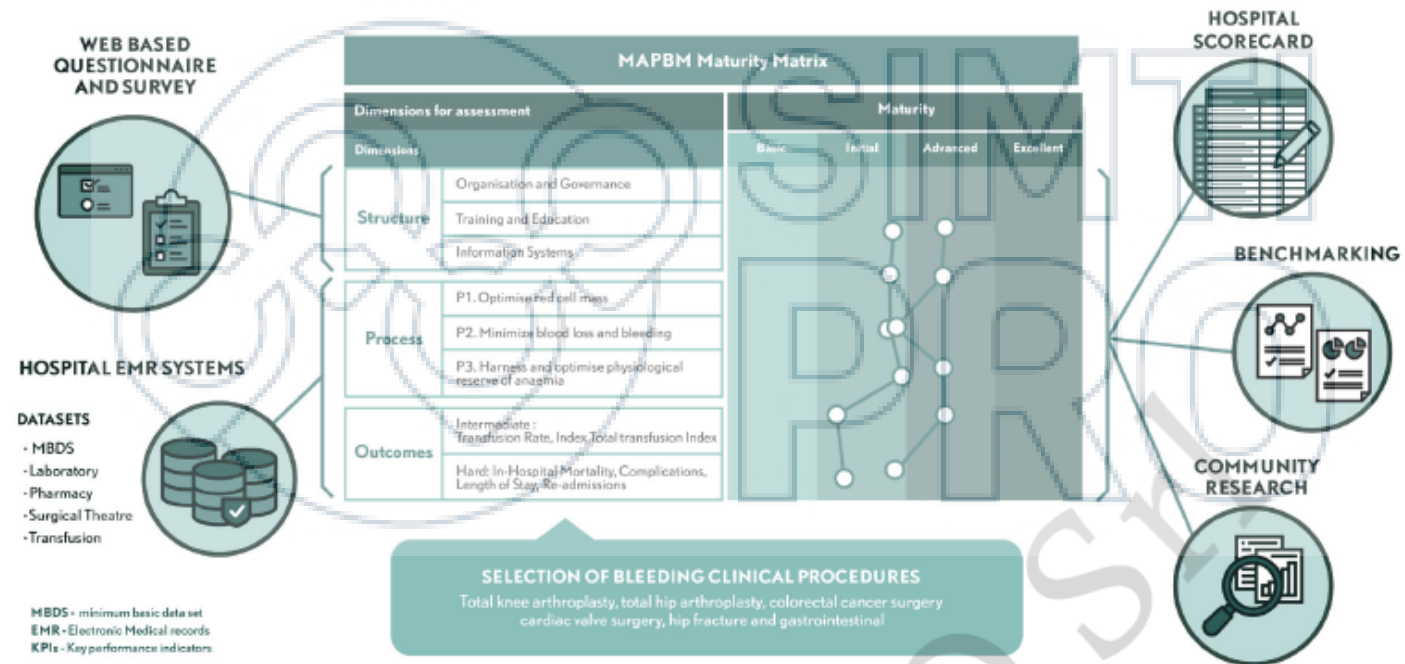 WEB BASED
QUESTIONNAIRE
AND SURVEY
HOSPITAL EMR SYSTEMS
DATASETS
- MBDS
-Laboratory
-Pharmacy
-Surgical Theatre
-Transfusion
MBDS - minimum basic data set
EMR -Electronic Medical records
KPIs - Key performance indicators
MAPBM Maturity Matrix
Dimensions for assessment
Maturity
Dimensions
Basic
Initial
Advanced
Excellent
Structure
Organisation and Governance
Training and Education
Information Systems
Process
P1. Optimise red cell mass
P2. Minimize blood loss and bleeding
P3. Harness and optimise physiological
reserve of anaemia
Outcomes
Intermediate :
Transfusion Rate, Index Total transfusion Index
Hard: In-Hospital Mortality, Complications,
Length of Stay, Re-admissions
SELECTION OF BLEEDING CLINICAL PROCEDURES
Total knee arthroplasty, total hip arthroplasty, colorectal cancer surgery
cardiac valve surgery, hip fracture and gastrointestinal
HOSPITAL
SCORECARD
BENCHMARKING
COMMUNITY
RESEARCH
SIMTI
PRO
Srl